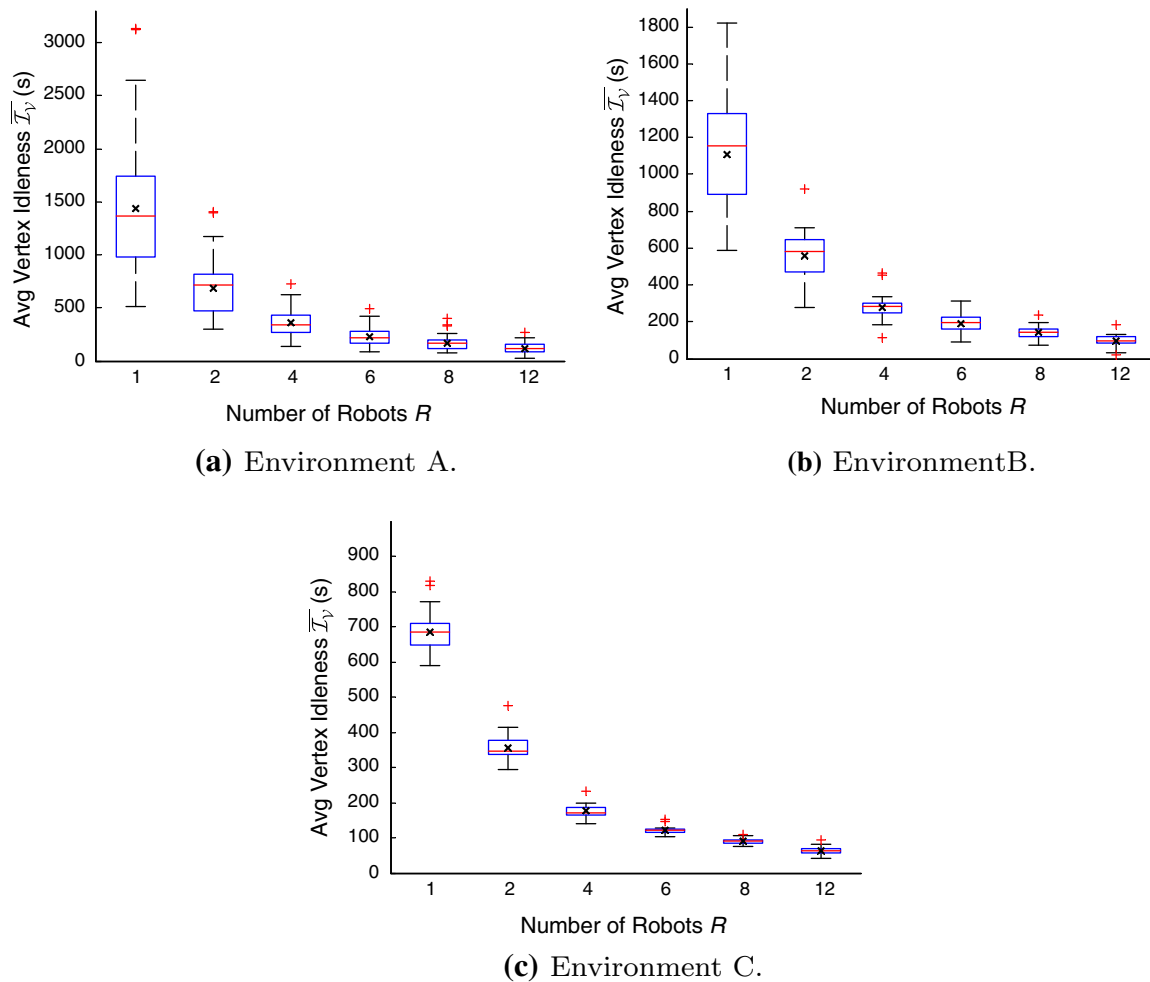 3000
2500
2000
1500
1000
500
0
Avg Vertex Idleness $\overline{\mathcal{I}_\mathcal{V}}$ (s)
1 2 4 6 8 12
Number of Robots R
(a) Environment A.
1800
1600
1400
1200
1000
800
600
400
200
0
Avg Vertex Idleness $\overline{\mathcal{I}_\mathcal{V}}$ (s)
1 2 4 6 8 12
Number of Robots R
(b) EnvironmentB.
900
800
700
600
500
400
300
200
100
0
Avg Vertex Idleness $\overline{\mathcal{I}_\mathcal{V}}$ (s)
1 2 4 6 8 12
Number of Robots R
(c) Environment C.